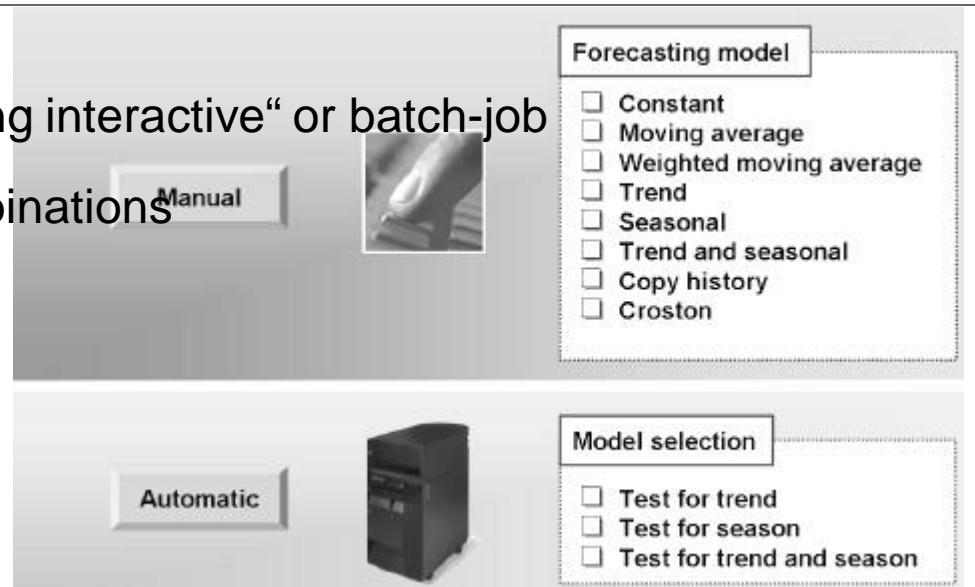 Forecasting model
ng interactive“ or batch-job
Manual
binations
Constant
Moving average
Weighted moving average
Trend
Seasonal
Trend and seasonal
Copy history
Croston
Automatic
Model selection
Test for trend
Test for season
Test for trend and season